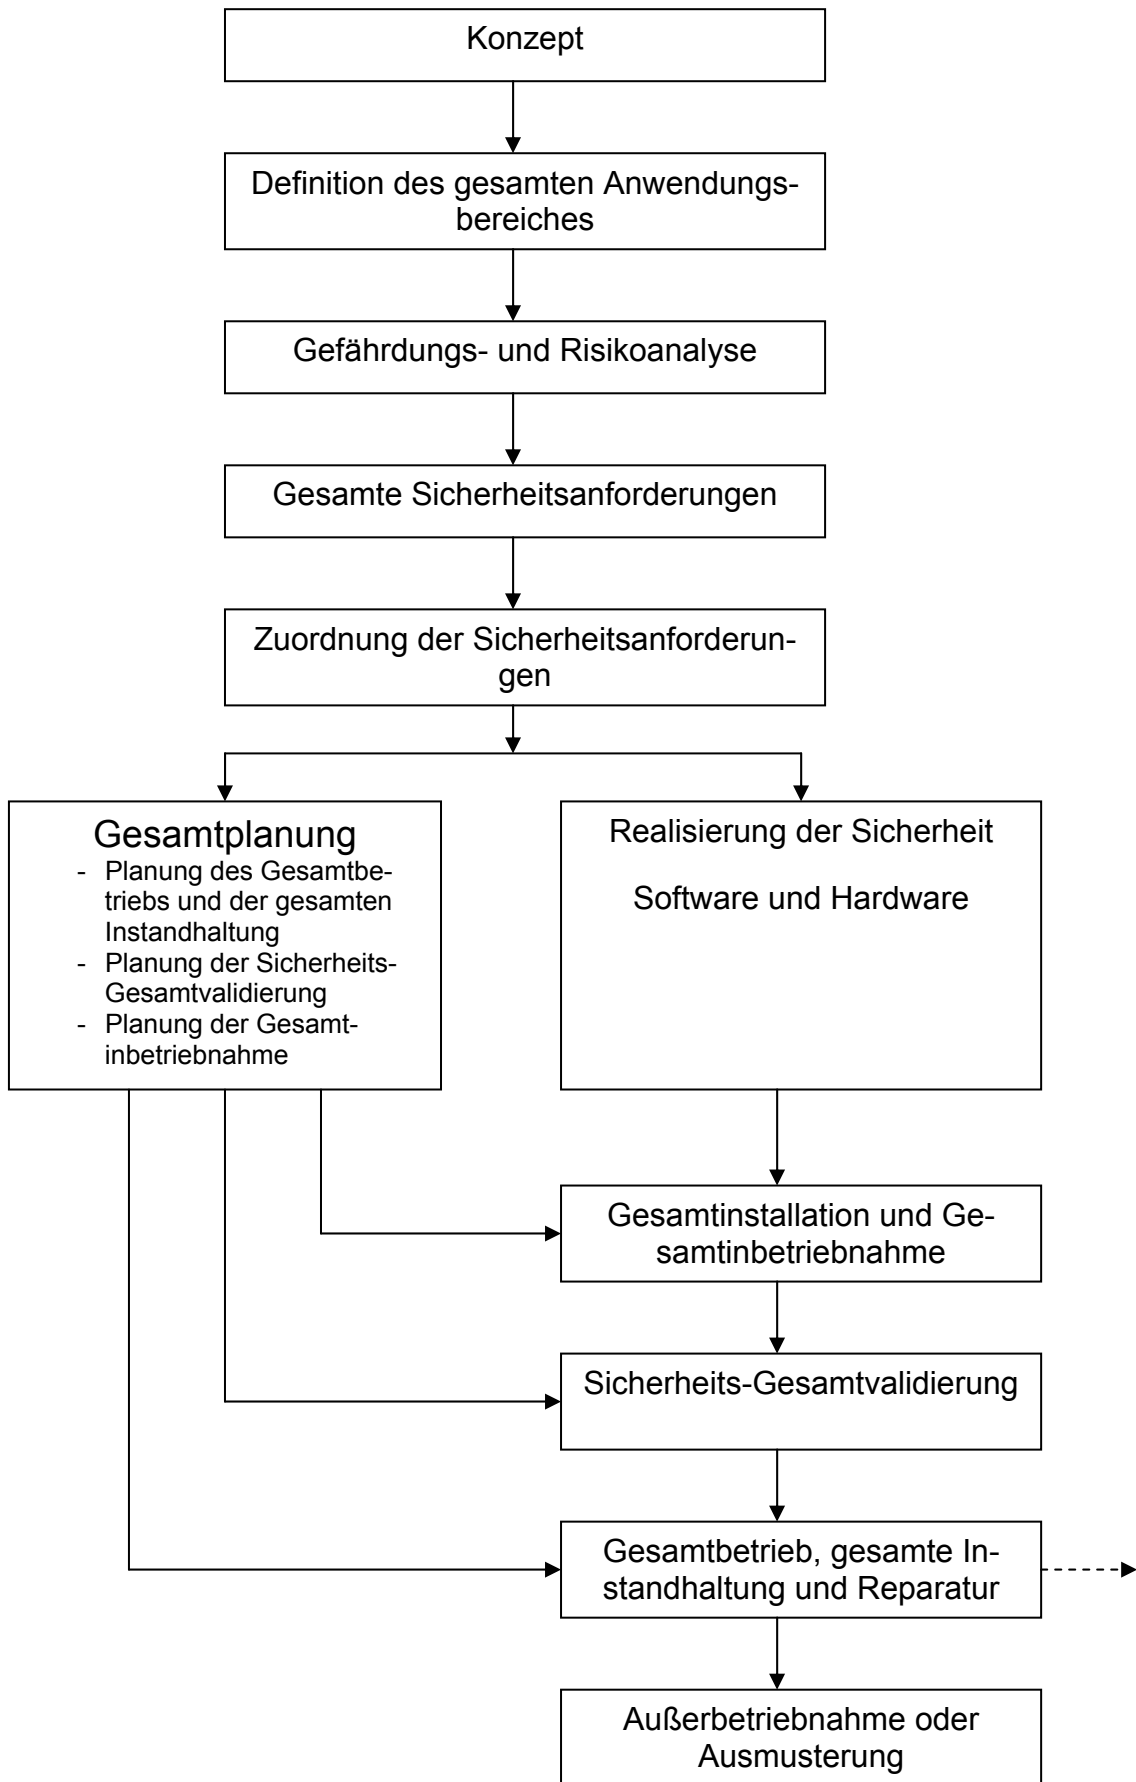 Konzept
Definition des gesamten Anwendungs-
bereiches
Gefährdungs- und Risikoanalyse
Gesamte Sicherheitsanforderungen
Zuordnung der Sicherheitsanforderun-
gen
Gesamtplanung
- Planung des Gesamtbe-
triebs und der gesamten
Instandhaltung
- Planung der Sicherheits-
Gesamtvalidierung
- Planung der Gesamt-
inbetriebnahme
Realisierung der Sicherheit
Software und Hardware
Gesamtinstallation und Ge-
samtinbetriebnahme
Sicherheits-Gesamtvalidierung
Gesamtbetrieb, gesamte In-
standhaltung und Reparatur
Außerbetriebnahme oder
Ausmusterung